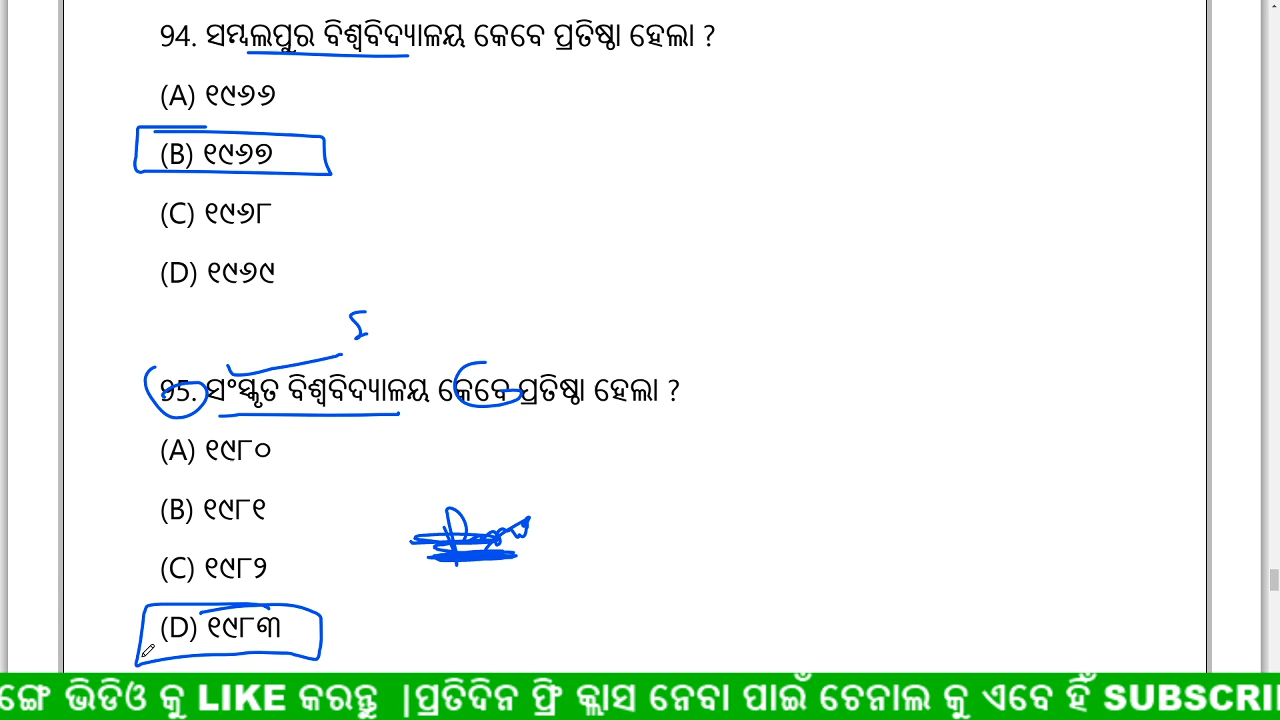 94. ସମ୍ବଲପୁର ବିଶ୍ୱବିଦ୍ୟାଳୟ କେବେ ପ୍ରତିଷ୍ଠା ହେଲା ?
(A) ୧୯୬୬
(B) ୧୯୬୭
(C) ୧୯୬୮
(D) ୧୯୬୯
95. ସଂସ୍କୃତ ବିଶ୍ୱବିଦ୍ୟାଳୟ କେବେ ପ୍ରତିଷ୍ଠା ହେଲା ?
(A) ୧୯୮୦
(B) ୧୯୮୧
(C) ୧୯୮୨
(D) ୧୯୮୩
ଙ୍ଗେ ଭିଡିଓ କୁ LIKE କରନ୍ତୁ |ପ୍ରତିଦିନ ଫ୍ରି କ୍ଲାସ ନେବା ପାଇଁ ଚେନାଲ କୁ ଏବେ ହିଁ SUBSCRI